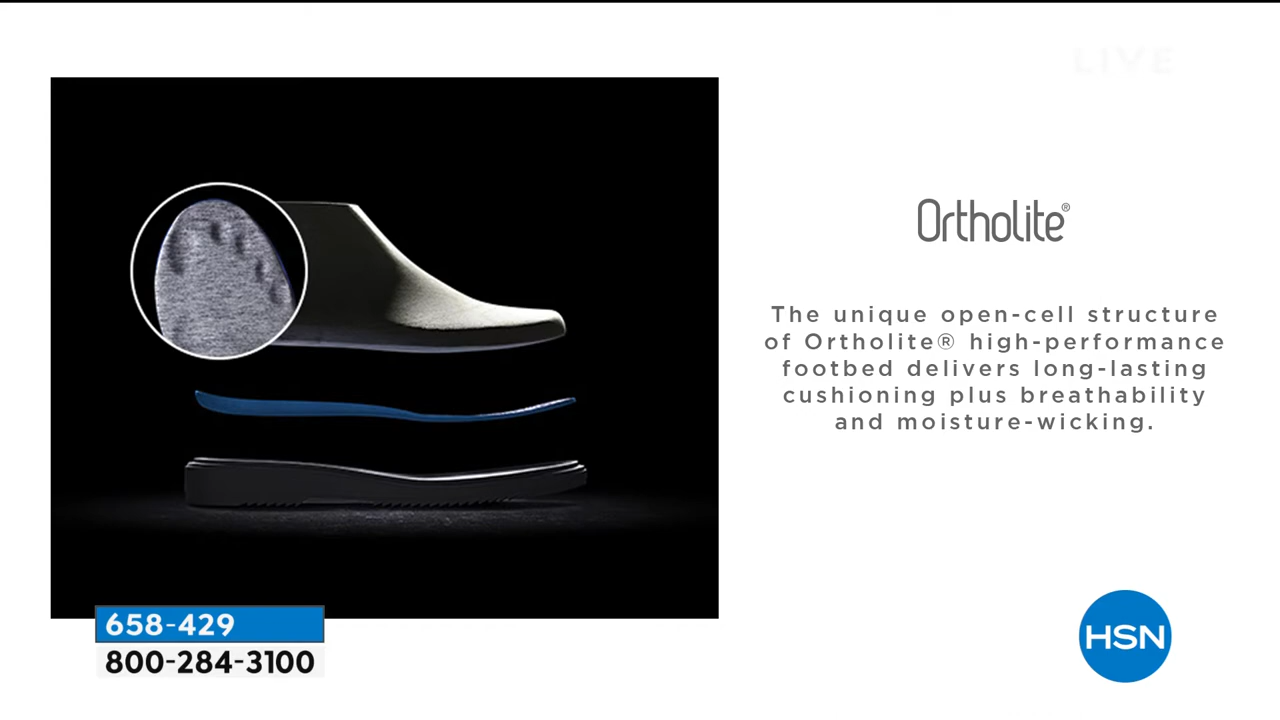 LIVE
Ortholite®
The unique open-cell structure
of Ortholite® high-performance
footbed delivers long-lasting
cushioning plus breathability
and moisture-wicking.
658-429
800-284-3100
HSN